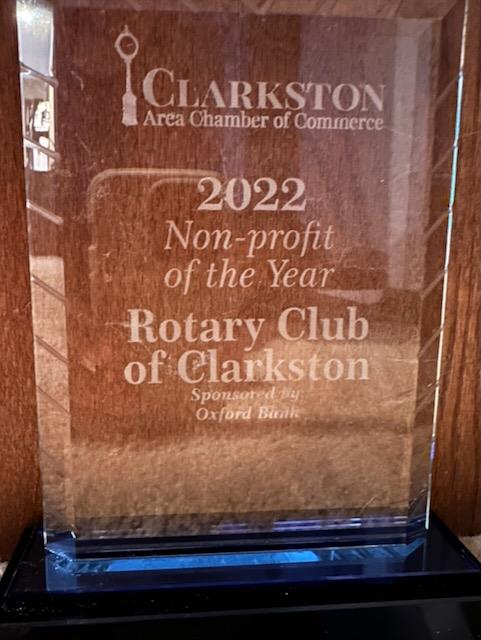 CLARKSTON
Area Chamber of Commerce
2022
Non-profit
of the Year
Rotary Club
of Clarkston
Sponsored by:
Oxford Bank